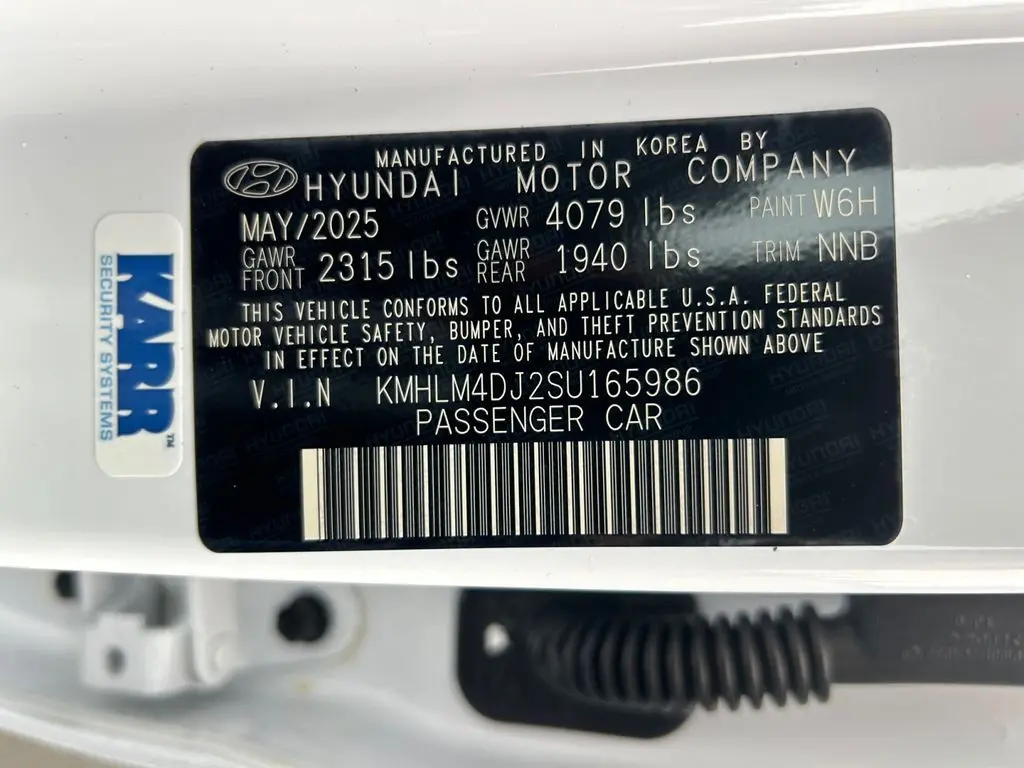 MANUFACTURED IN KOREA BY
HYUNDAI MOTOR COMPANY
MAY/2025 GVWR 4079 lbs PAINT W6H
GAWR FRONT 2315 lbs GAWR REAR 1940 lbs TRIM NNB
THIS VEHICLE CONFORMS TO ALL APPLICABLE U.S.A. FEDERAL
MOTOR VEHICLE SAFETY, BUMPER, AND THEFT PREVENTION STANDARDS
IN EFFECT ON THE DATE OF MANUFACTURE SHOWN ABOVE
V.I.N KMHLM4DJ2SU165986
PASSENGER CAR
KARR™
SECURITY SYSTEMS